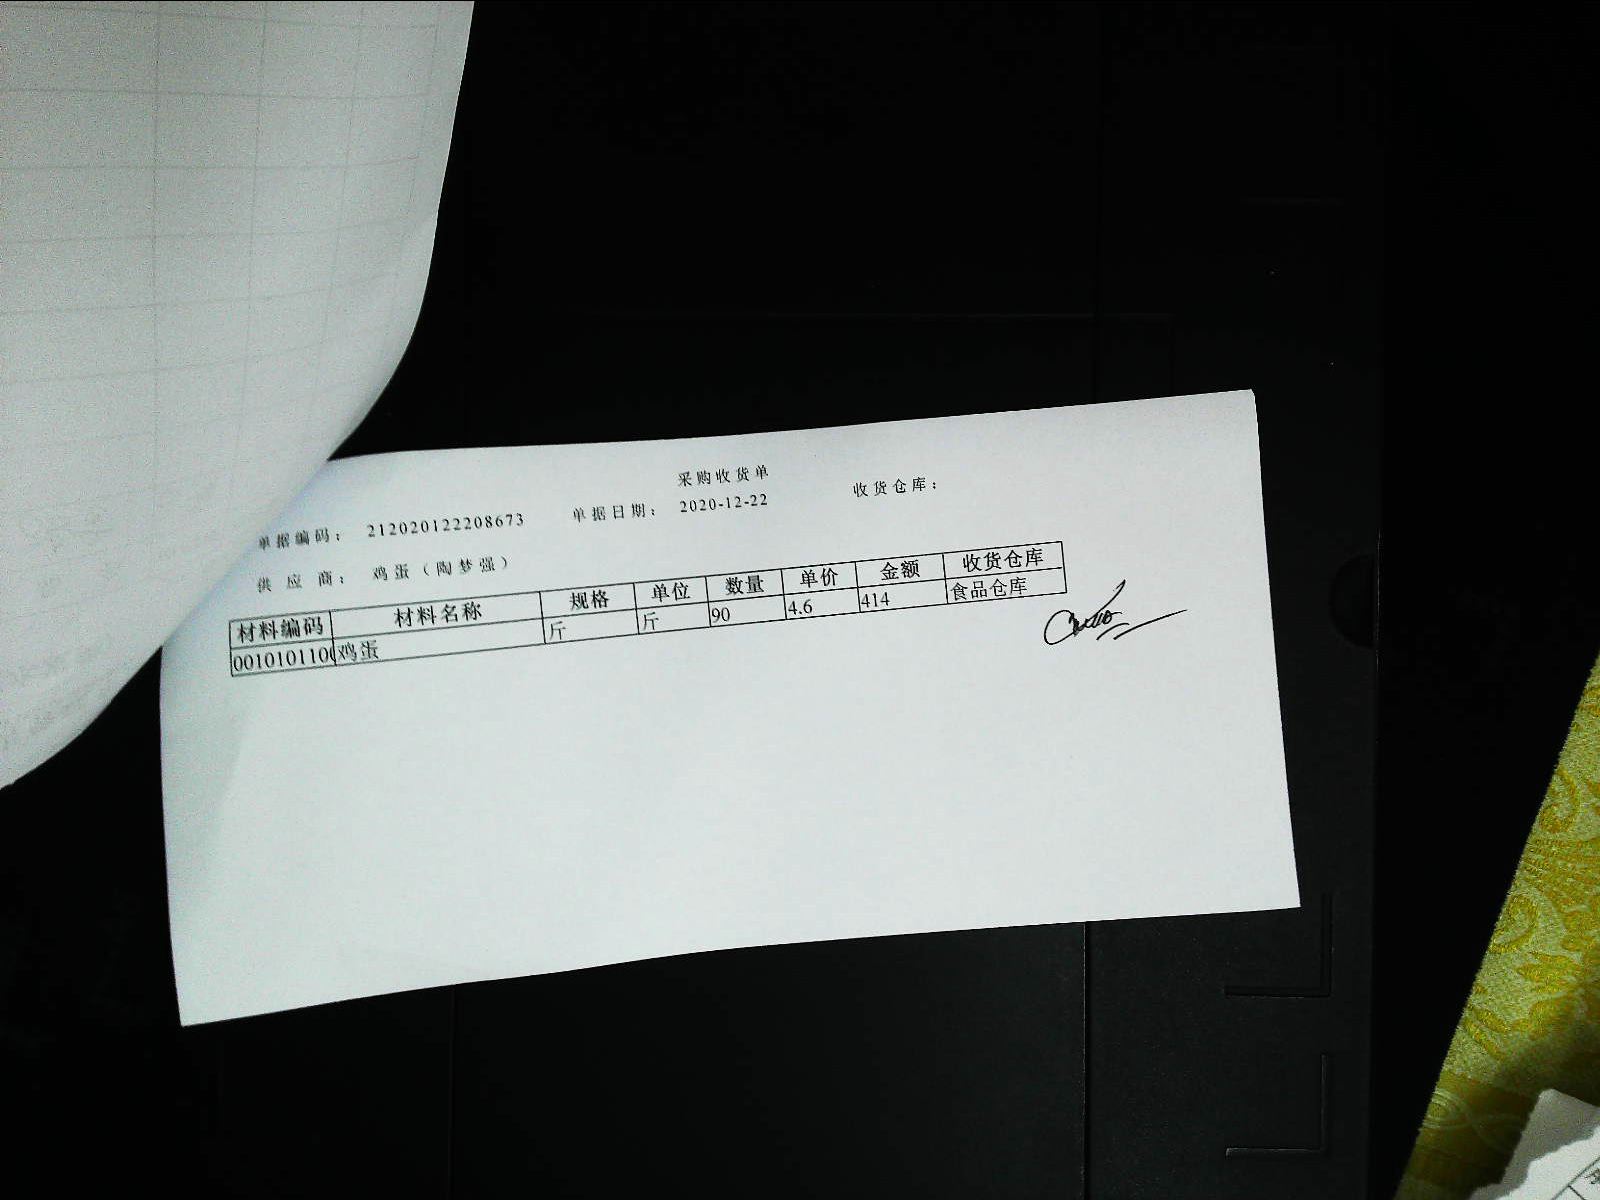 采购收货单
单据编码： 212020122208673 单据日期： 2020-12-22 收货仓库：
供 应 商： 鸡蛋（陶梦强）
材料编码 材料名称 规格 单位 数量 单价 金额 收货仓库
0010101100 鸡蛋 斤 斤 90 4.6 414 食品仓库